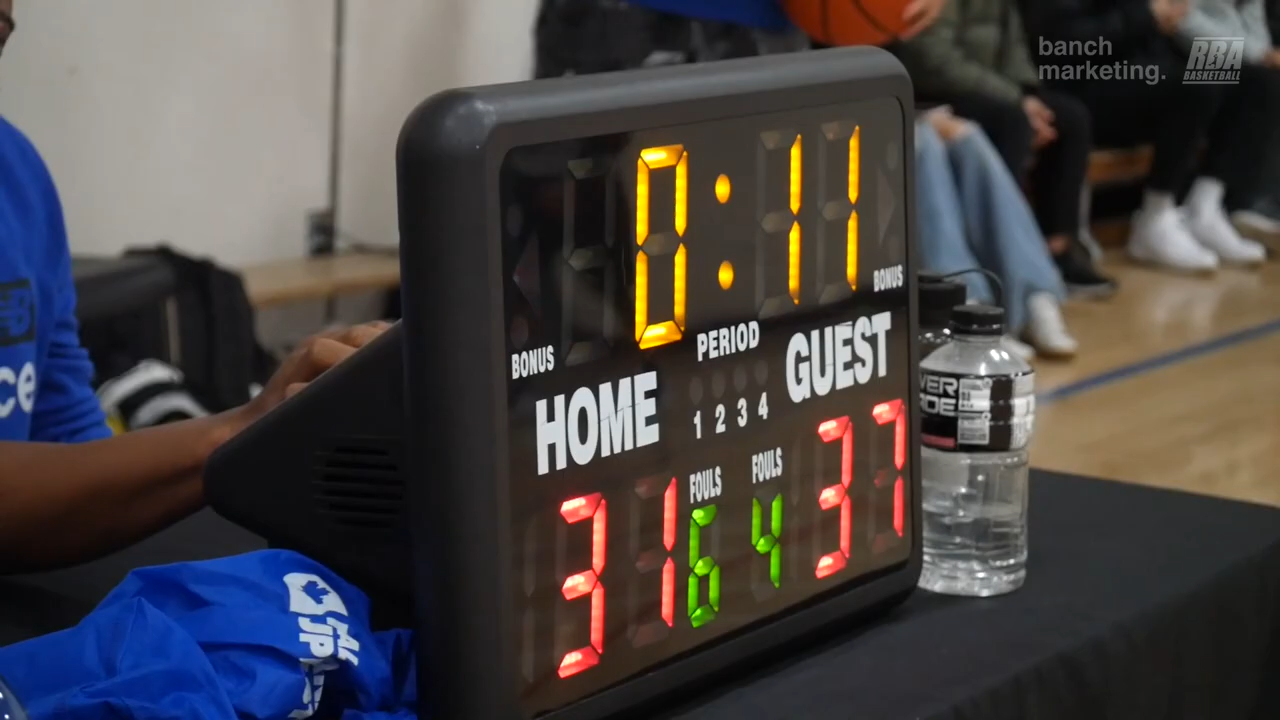 banch
marketing.
RBA
BASKETBALL
0:11
BONUS
BONUS
PERIOD
HOME
GUEST
1 2 3 4
FOULS
FOULS
31
6
4
37